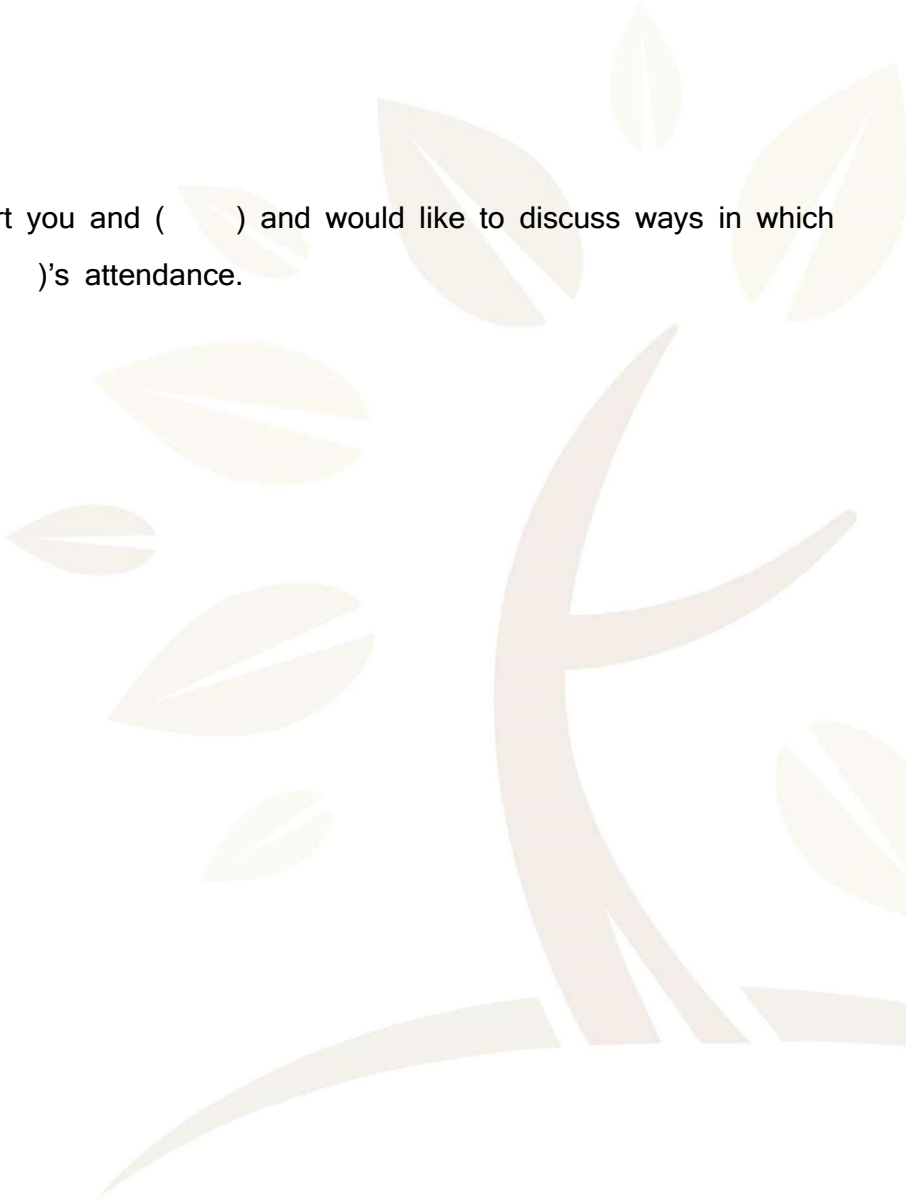 you and ( ) and would like to discuss ways in which
)'s attendance.